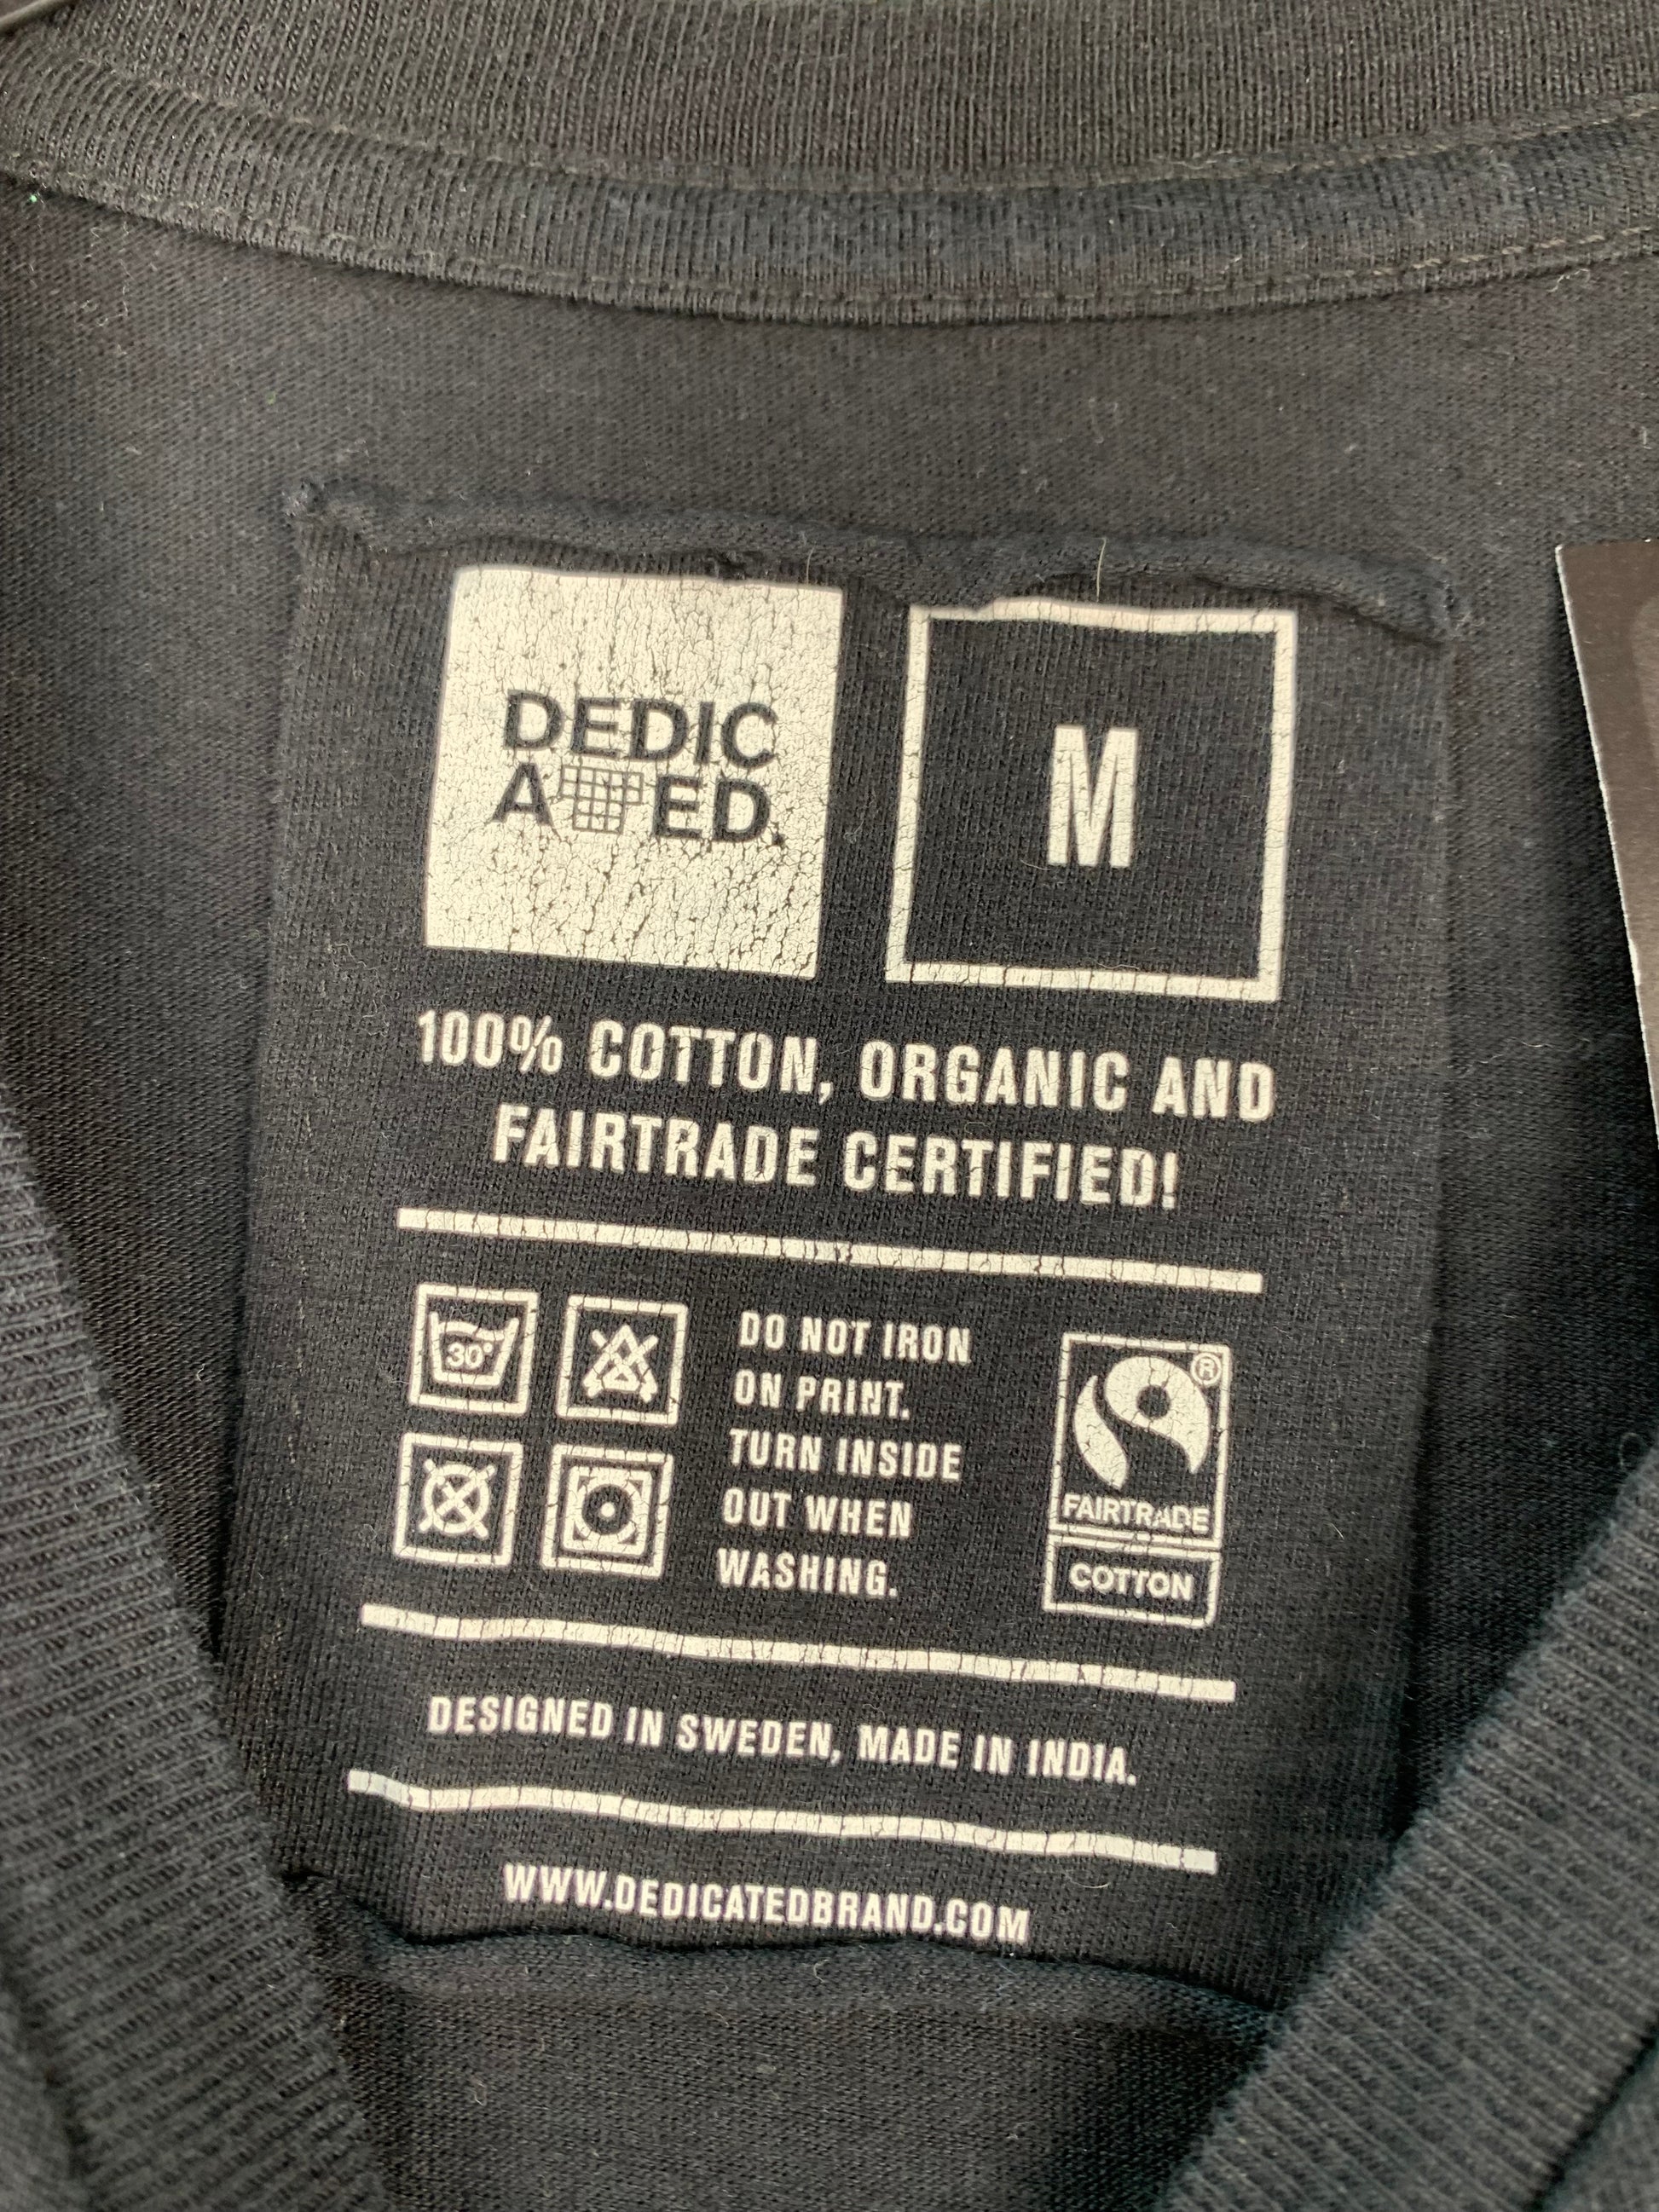 DEDIC
ATED.
M
100% COTTON, ORGANIC AND
FAIRTRADE CERTIFIED!
30°
DO NOT IRON
ON PRINT.
TURN INSIDE
OUT WHEN
WASHING.
®
FAIRTRADE
COTTON
DESIGNED IN SWEDEN, MADE IN INDIA.
WWW.DEDICATEDBRAND.COM